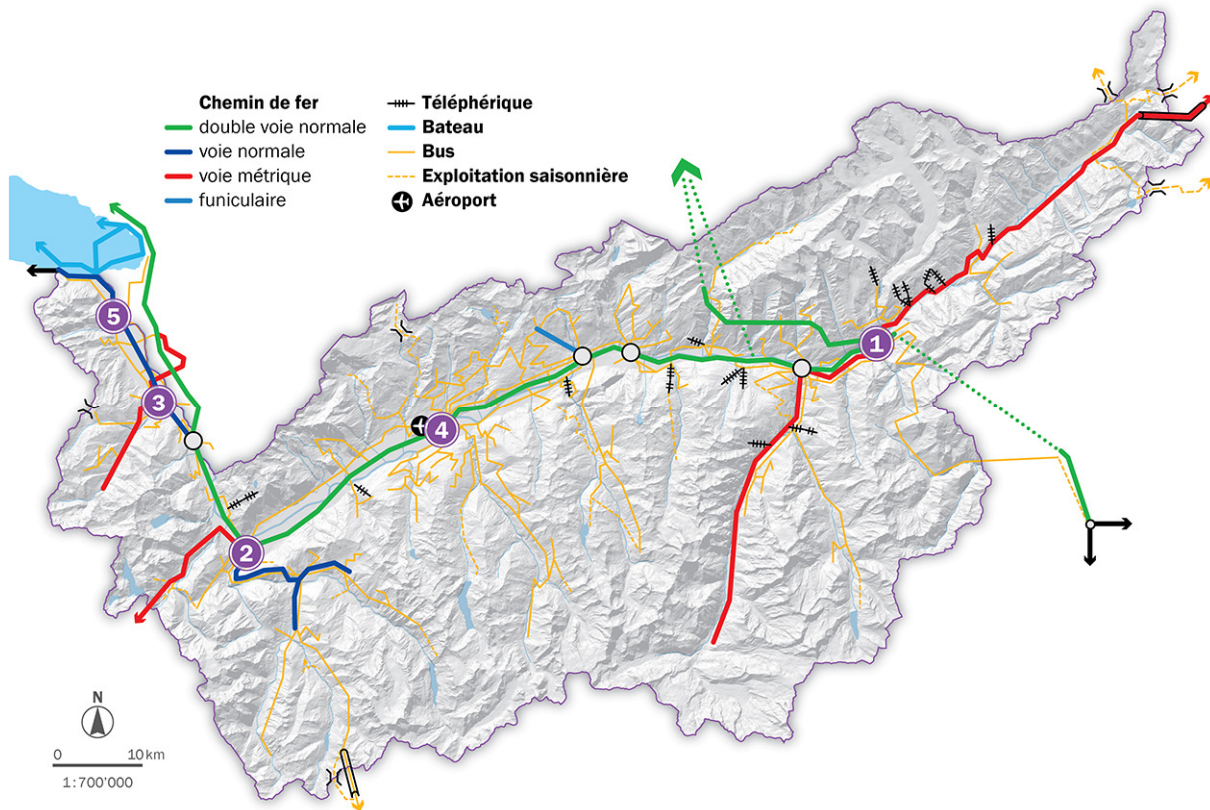 Chemin de fer
double voie normale
voie normale
voie métrique
funiculaire
Téléphérique
Bateau
Bus
Exploitation saisonnière
Aéroport
1
5
3
4
2
N
0 10 km
1:700'000